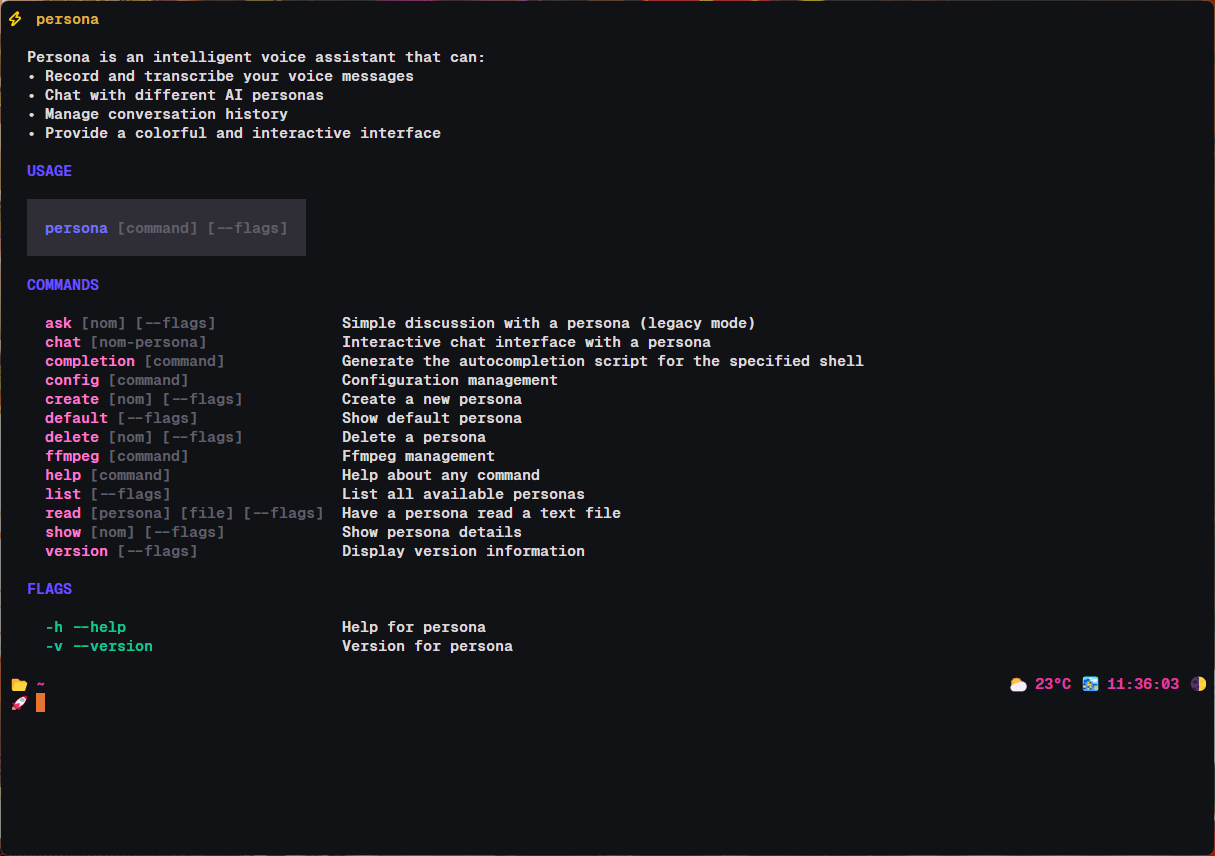 persona
Persona is an intelligent voice assistant that can:
• Record and transcribe your voice messages
• Chat with different AI personas
• Manage conversation history
• Provide a colorful and interactive interface
USAGE
persona [command] [--flags]
COMMANDS
ask [nom] [--flags] Simple discussion with a persona (legacy mode)
chat [nom-persona] Interactive chat interface with a persona
completion [command] Generate the autocompletion script for the specified shell
config [command] Configuration management
create [nom] [--flags] Create a new persona
default [--flags] Show default persona
delete [nom] [--flags] Delete a persona
ffmpeg [command] Ffmpeg management
help [command] Help about any command
list [--flags] List all available personas
read [persona] [file] [--flags] Have a persona read a text file
show [nom] [--flags] Show persona details
version [--flags] Display version information
FLAGS
-h --help Help for persona
-v --version Version for persona
~ 23°C 11:36:03